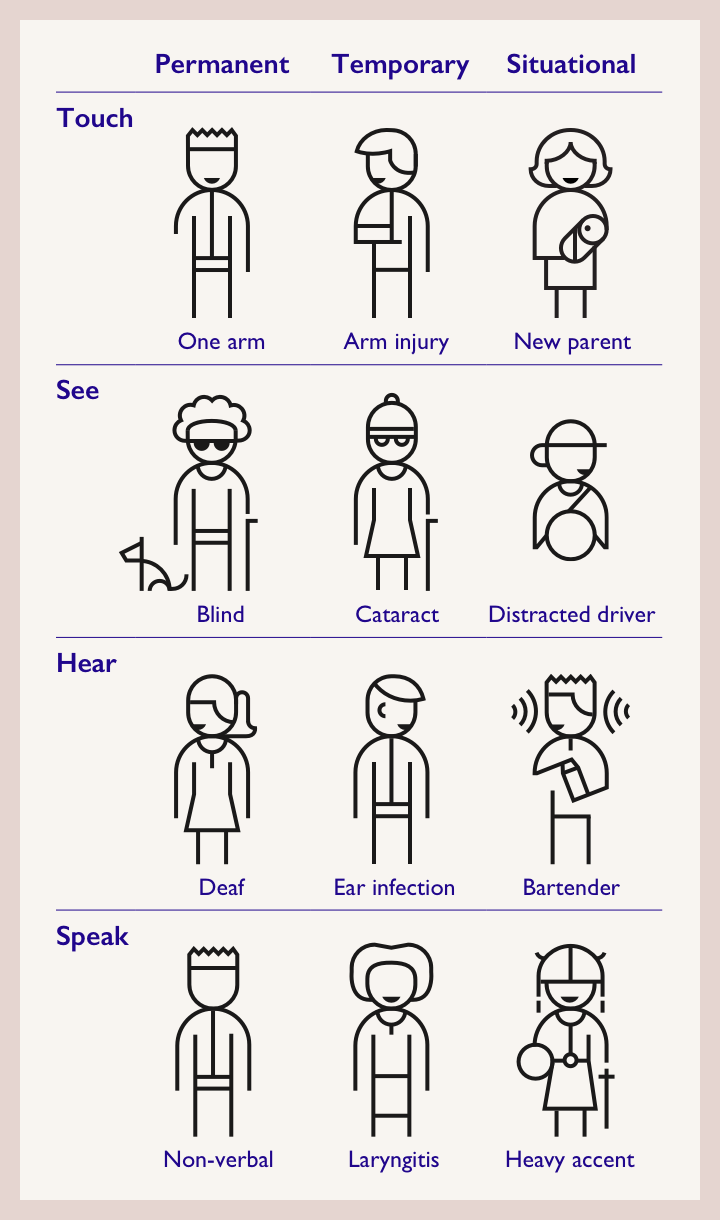 Permanent Temporary Situational
Touch
One arm Arm injury New parent
See
Blind Cataract Distracted driver
Hear
Deaf Ear infection Bartender
Speak
Non-verbal Laryngitis Heavy accent